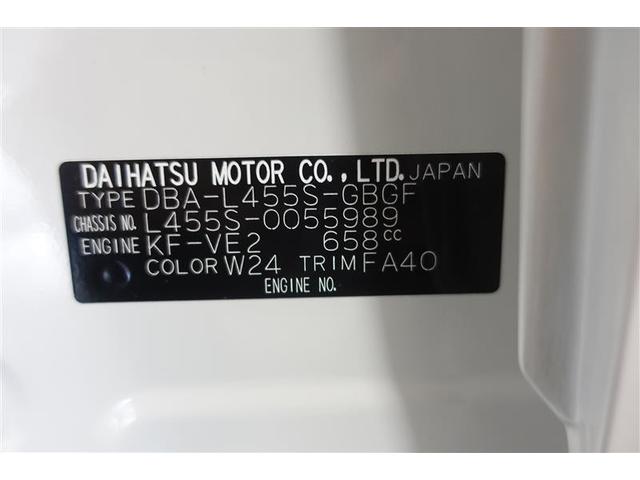 DAIHATSU MOTOR CO.,LTD. JAPAN
TYPE DBA-L455S-GBGF
CHASSIS NO. L455S-0055989
ENGINE KF-VE2 658CC
COLOR W24 TRIM FA40
ENGINE NO.